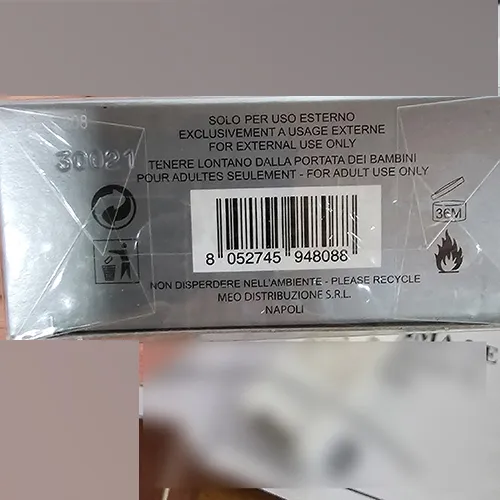 SOLO PER USO ESTERNO
EXCLUSIVEMENT A USAGE EXTERNE
FOR EXTERNAL USE ONLY
30021
TENERE LONTANO DALLA PORTATA DEI BAMBINI
POUR ADULTES SEULEMENT - FOR ADULT USE ONLY
36M
8 052745 948088
NON DISPERDERE NELL'AMBIENTE - PLEASE RECYCLE
MEO DISTRIBUZIONE S.R.L.
NAPOLI